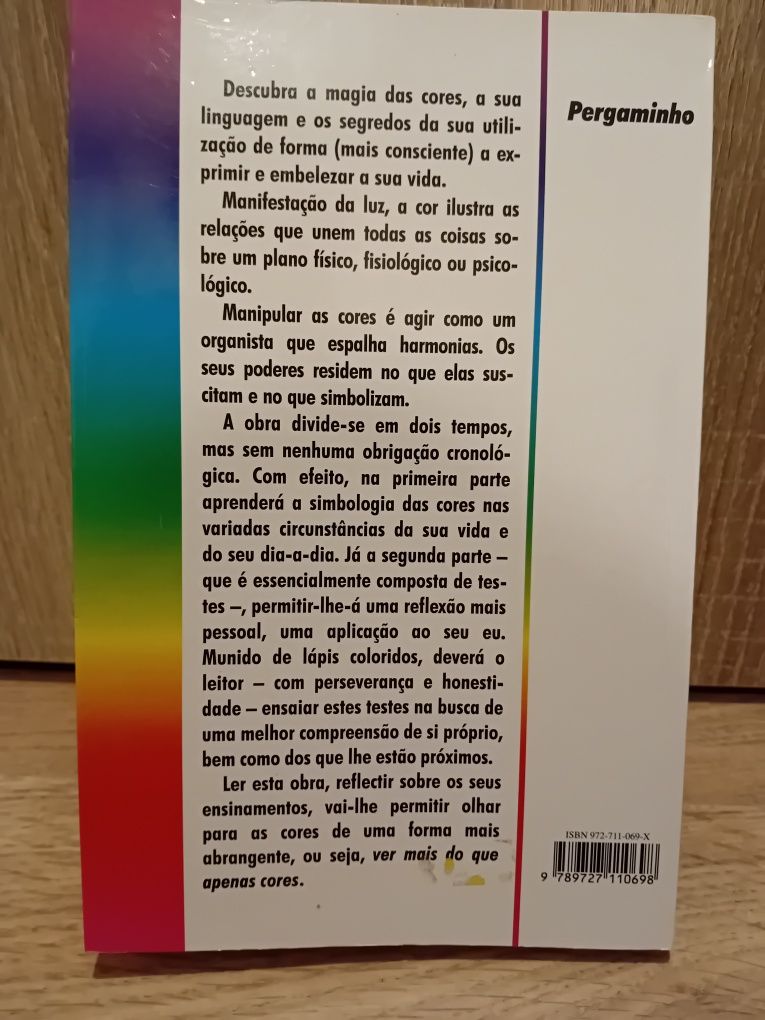 Descubra a magia das cores, a sua
linguagem e os segredos da sua utili-
zação de forma (mais consciente) a ex-
primir e embelezar a sua vida.
Manifestação da luz, a cor ilustra as
relações que unem todas as coisas so-
bre um plano físico, fisiológico ou psico-
lógico.
Manipular as cores é agir como um
organista que espalha harmonias. Os
seus poderes residem no que elas sus-
citam e no que simbolizam.
A obra divide-se em dois tempos,
mas sem nenhuma obrigação cronoló-
gica. Com efeito, na primeira parte
aprenderá a simbologia das cores nas
variadas circunstâncias da sua vida e
do seu dia-a-dia. Já a segunda parte –
que é essencialmente composta de tes-
tes –, permitir-lhe-á uma reflexão mais
pessoal, uma aplicação ao seu eu.
Munido de lápis coloridos, deverá o
leitor – com perseverança e honesti-
dade – ensaiar estes testes na busca de
uma melhor compreensão de si próprio,
bem como dos que lhe estão próximos.
Ler esta obra, reflectir sobre os seus
ensinamentos, vai-lhe permitir olhar
para as cores de uma forma mais
abrangente, ou seja, ver mais do que
apenas cores.
Pergaminho
ISBN 972-711-069-X
9 789727 110698